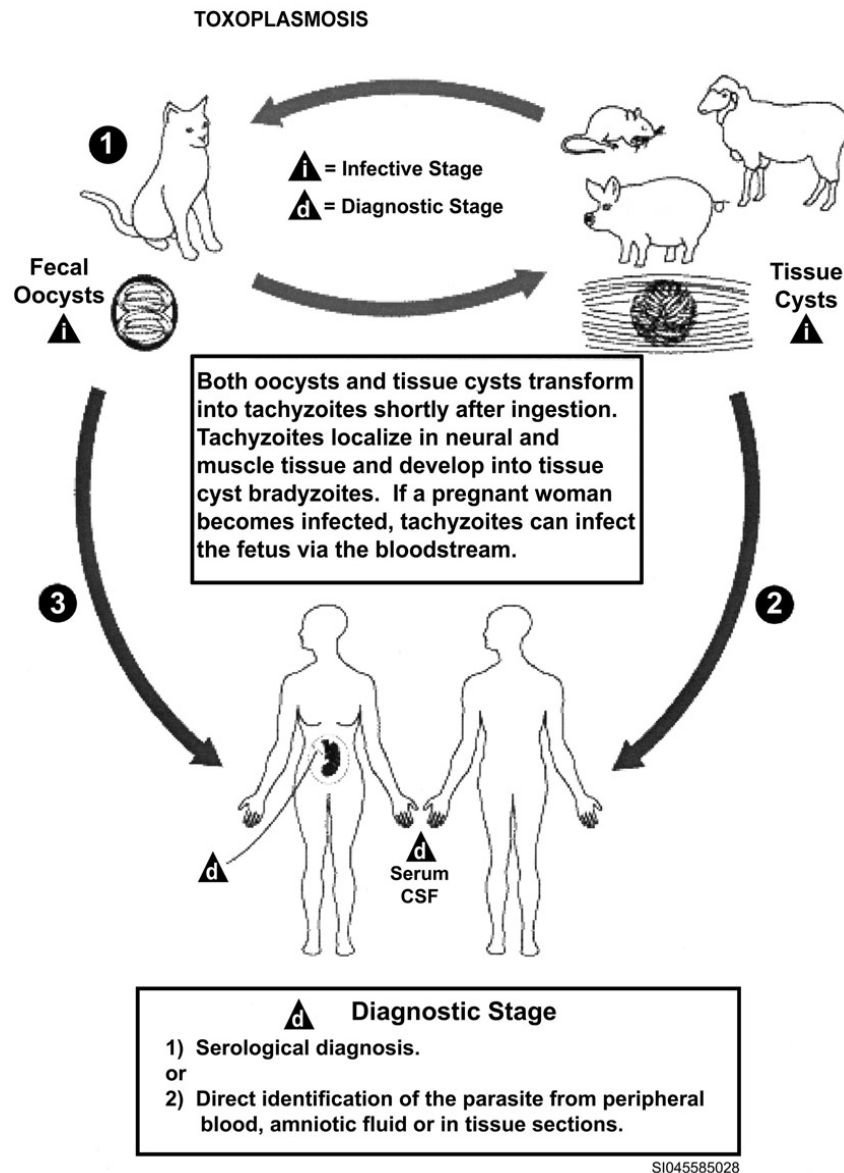 TOXOPLASMOSIS
1
i = Infective Stage
d = Diagnostic Stage
Fecal
Oocysts
i
Tissue
Cysts
i
Both oocysts and tissue cysts transform
into tachyzoites shortly after ingestion.
Tachyzoites localize in neural and
muscle tissue and develop into tissue
cyst bradyzoites. If a pregnant woman
becomes infected, tachyzoites can infect
the fetus via the bloodstream.
3
2
d
d
Serum
CSF
d Diagnostic Stage
1) Serological diagnosis.
or
2) Direct identification of the parasite from peripheral
blood, amniotic fluid or in tissue sections.
SI045585028